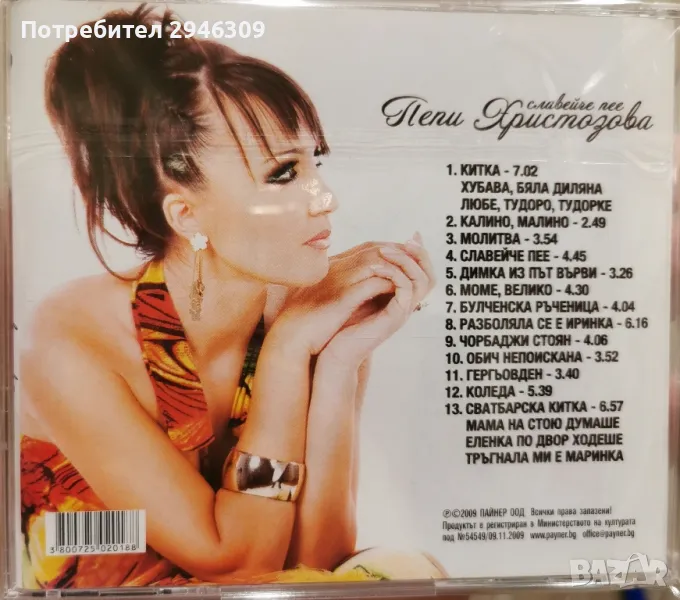 Потребител 2946309
славейче пее
Пепи Христозова
1. КИТКА - 7.02
ХУБАВА, БЯЛА ДИЛЯНА
ЛЮБЕ, ТУДОРО, ТУДОРКЕ
2. КАЛИНО, МАЛИНО - 2.49
3. МОЛИТВА - 3.54
4. СЛАВЕЙЧЕ ПЕЕ - 4.45
5. ДИМКА ИЗ ПЪТ ВЪРВИ - 3.26
6. МОМЕ, ВЕЛИКО - 4.30
7. БУЛЧЕНСКА РЪЧЕНИЦА - 4.04
8. РАЗБОЛЯЛА СЕ Е ИРИНКА - 6.16
9. ЧОРБАДЖИ СТОЯН - 4.06
10. ОБИЧ НЕПОИСКАНА - 3.52
11. ГЕРГЬОВДЕН - 3.40
12. КОЛЕДА - 5.39
13. СВАТБАРСКА КИТКА - 6.57
МАМА НА СТОЮ ДУМАШЕ
ЕЛЕНКА ПО ДВОР ХОДЕШЕ
ТРЪГНАЛА МИ Е МАРИНКА
℗©2009 ПАЙНЕР ООД Всички права запазени!
Продуктът е регистриран в Министерството на културата
под №54549/09.11.2009 www.payner.bg office@payner.bg
3800725020188
BAZAR